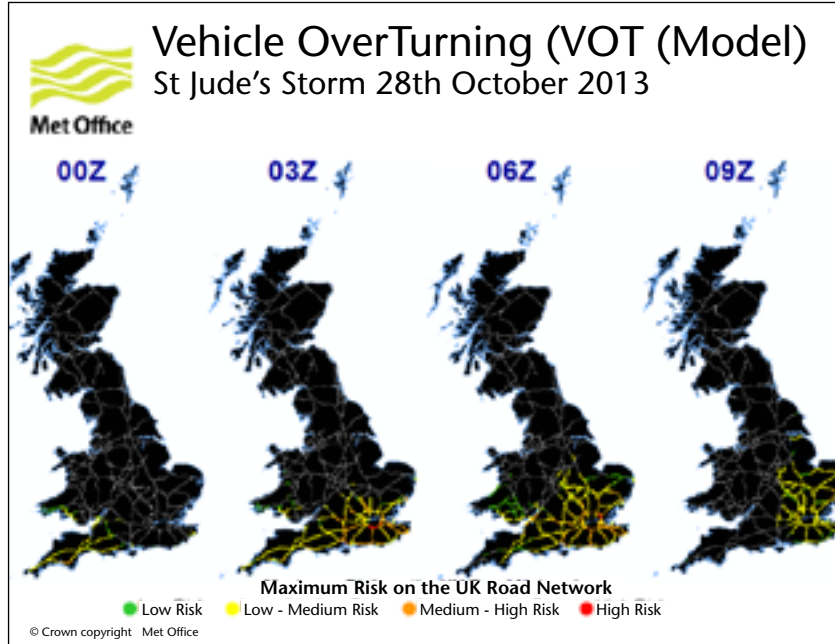 Vehicle OverTurning (VOT (Model)
St Jude's Storm 28th October 2013
Met Office
00Z 03Z 06Z 09Z
Maximum Risk on the UK Road Network
Low Risk Low - Medium Risk Medium - High Risk High Risk
© Crown copyright Met Office